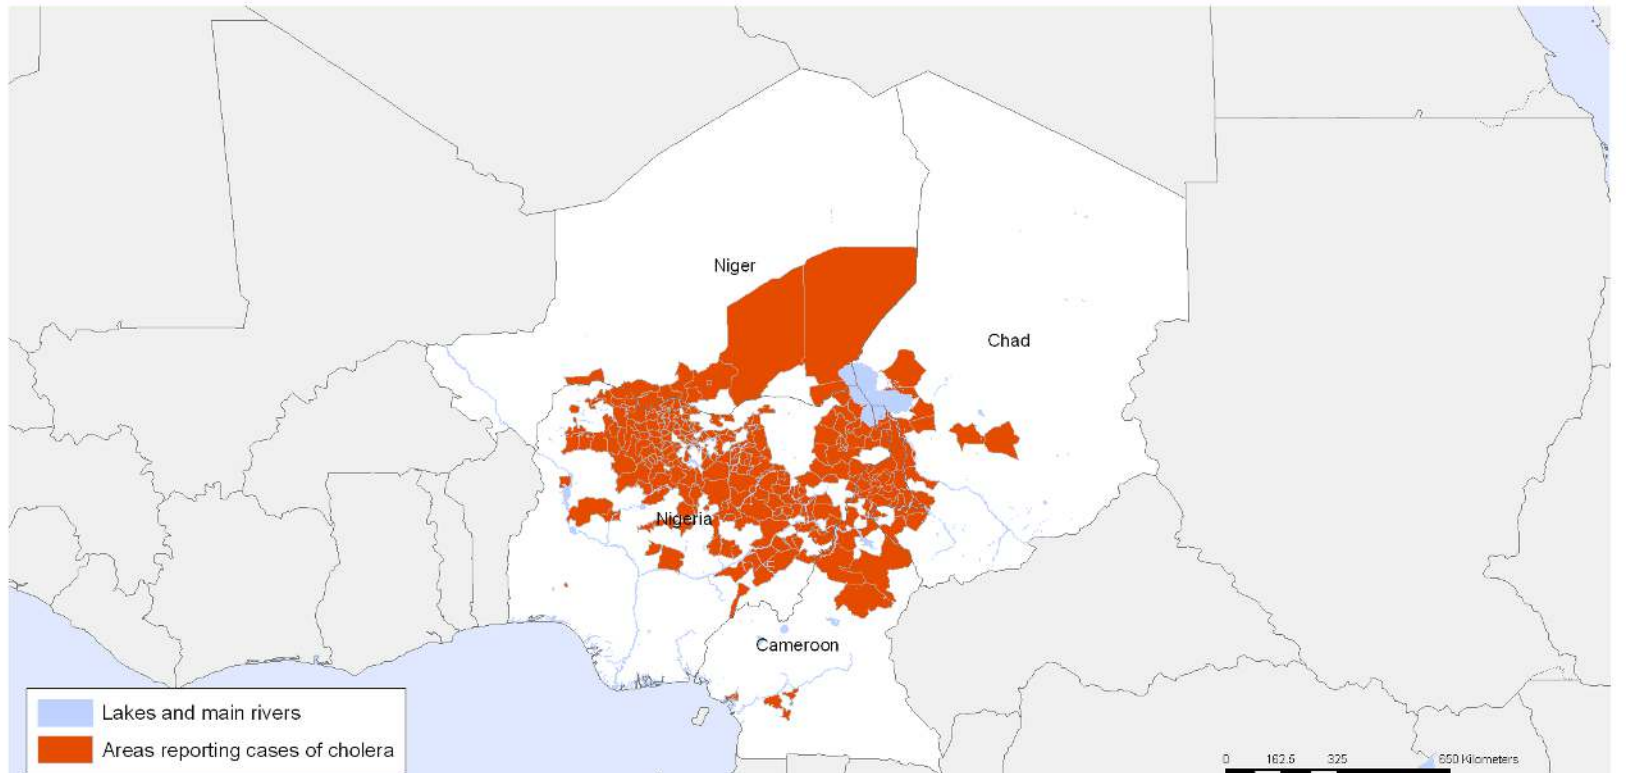 Niger
Chad
Nigeria
Cameroon
Lakes and main rivers
Areas reporting cases of cholera
0 162.5 325 650 Kilometers